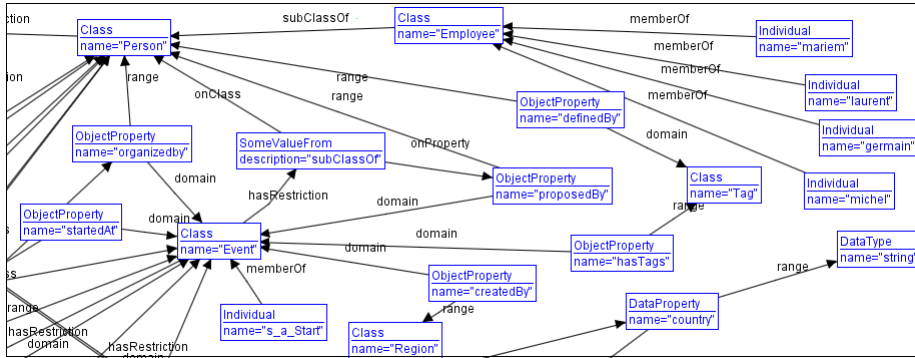 ction
Class
name="Person"
subClassOf
Class
name="Employee"
memberOf
Individual
name="mariem"
memberOf
range
onClass
range
range
memberOf
Individual
name="laurent"
ction
ObjectProperty
name="definedBy"
memberOf
ObjectProperty
name="organizedby"
SomeValueFrom
description="subClassOf"
onProperty
domain
Individual
name="germain"
domain
hasRestriction
ObjectProperty
name="proposedBy"
Class
name="Tag"
Individual
name="michel"
ObjectProperty
name="startedAt"
domain
Class
name="Event"
domain
range
domain
domain
ObjectProperty
name="hasTags"
DataType
name="string"
memberOf
ObjectProperty
name="createdBy"
range
range
Individual
name="s_a_Start"
range
DataProperty
name="country"
hasRestriction
domain
hasRestriction
domain
Class
name="Region"